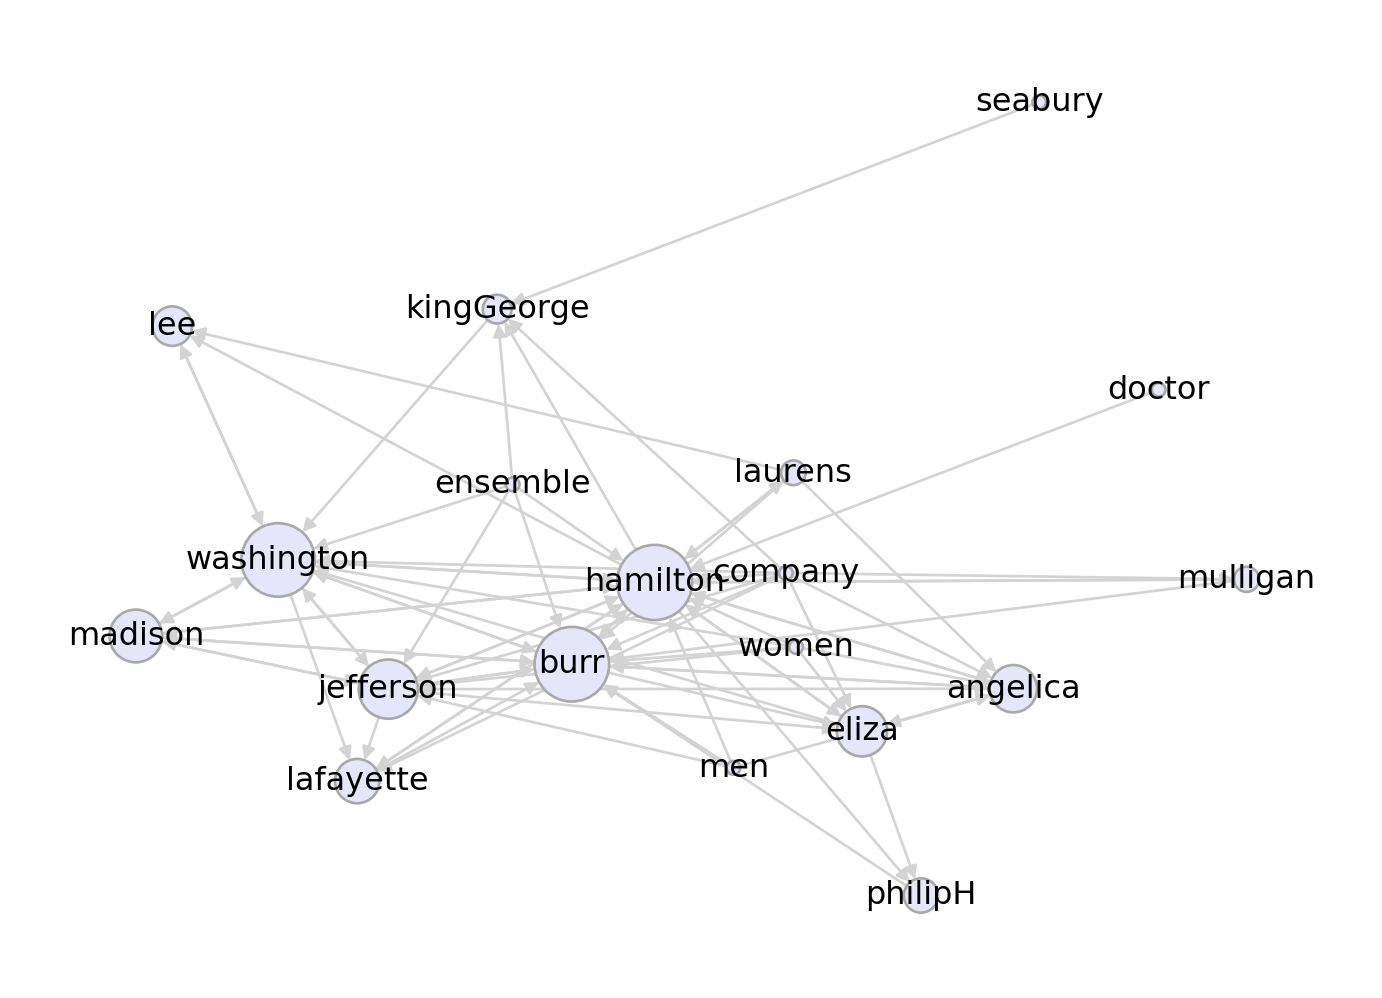 seabury
kingGeorge
lee
doctor
laurens
ensemble
washington
hamilton
company
mulligan
madison
women
burr
jefferson
angelica
eliza
men
lafayette
philipH